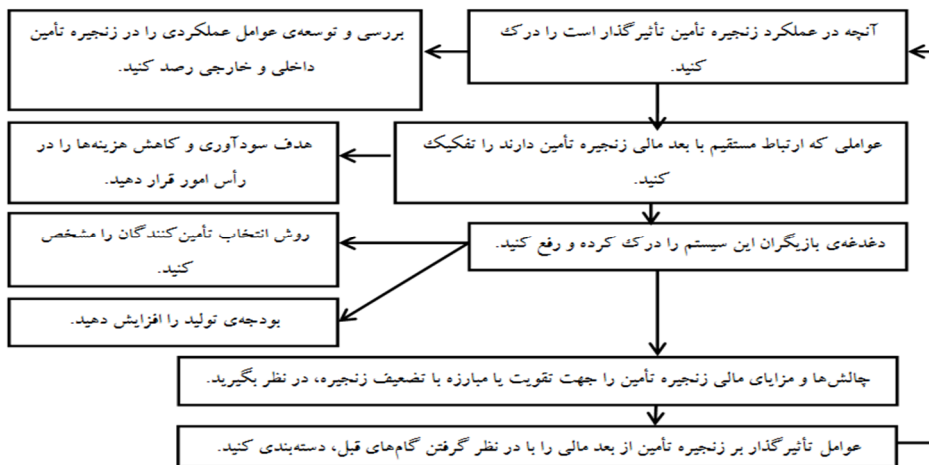 آنچه در عملکرد زنجیره تأمین تأثیرگذار است را درک
کنید.
بررسی و توسعه‌ی عوامل عملکردی را در زنجیره تأمین
داخلی و خارجی رصد کنید.
عواملی که ارتباط مستقیم با بعد مالی زنجیره تأمین دارند را تفکیک
کنید.
هدف سودآوری و کاهش هزینه‌ها را در
رأس امور قرار دهید.
دغدغه‌ی بازیگران این سیستم را درک کرده و رفع کنید.
روش انتخاب تأمین‌کنندگان را مشخص
کنید.
بودجه‌ی تولید را افزایش دهید.
چالش‌ها و مزایای مالی زنجیره تأمین را جهت تقویت یا مبارزه با تضعیف زنجیره، در نظر بگیرید.
عوامل تأثیرگذار بر زنجیره تأمین از بعد مالی را با در نظر گرفتن گام‌های قبل، دسته‌بندی کنید.